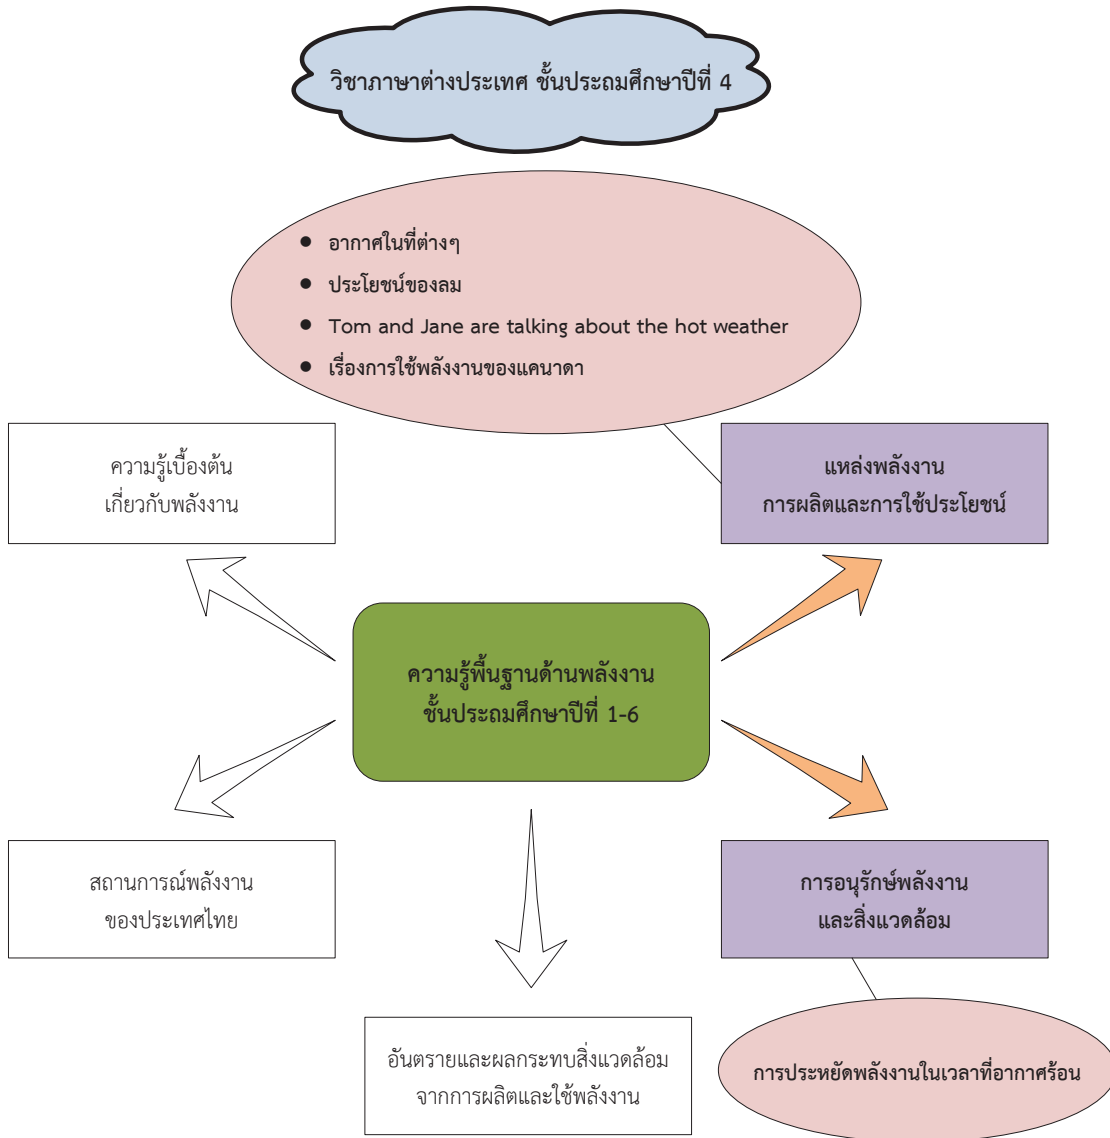 วิชาภาษาต่างประเทศ ชั้นประถมศึกษาปีที่ 4
● อากาศในที่ต่างๆ
● ประโยชน์ของลม
● Tom and Jane are talking about the hot weather
● เรื่องการใช้พลังงานของแคนาดา
ความรู้เบื้องต้น
เกี่ยวกับพลังงาน
แหล่งพลังงาน
การผลิตและการใช้ประโยชน์
ความรู้พื้นฐานด้านพลังงาน
ชั้นประถมศึกษาปีที่ 1-6
สถานการณ์พลังงาน
ของประเทศไทย
การอนุรักษ์พลังงาน
และสิ่งแวดล้อม
อันตรายและผลกระทบสิ่งแวดล้อม
จากการผลิตและใช้พลังงาน
การประหยัดพลังงานในเวลาที่อากาศร้อน